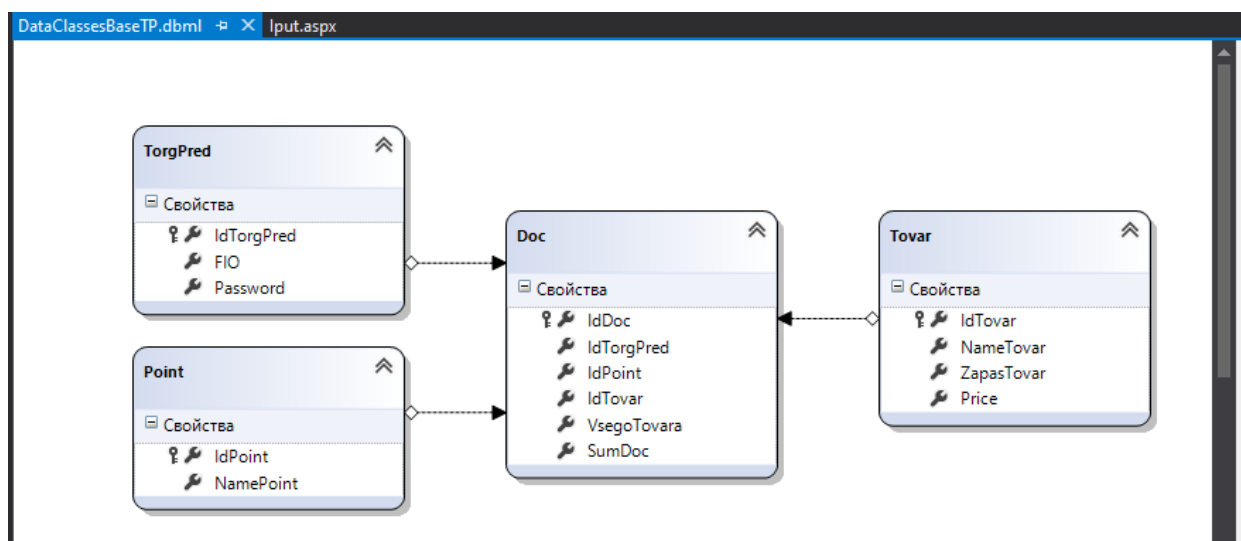 DataClassesBaseTP.dbml
Iput.aspx
TorgPred
Свойства
IdTorgPred
FIO
Password
Point
Свойства
IdPoint
NamePoint
Doc
Свойства
IdDoc
IdTorgPred
IdPoint
IdTovar
VsegoTovara
SumDoc
Tovar
Свойства
IdTovar
NameTovar
ZapasTovar
Price